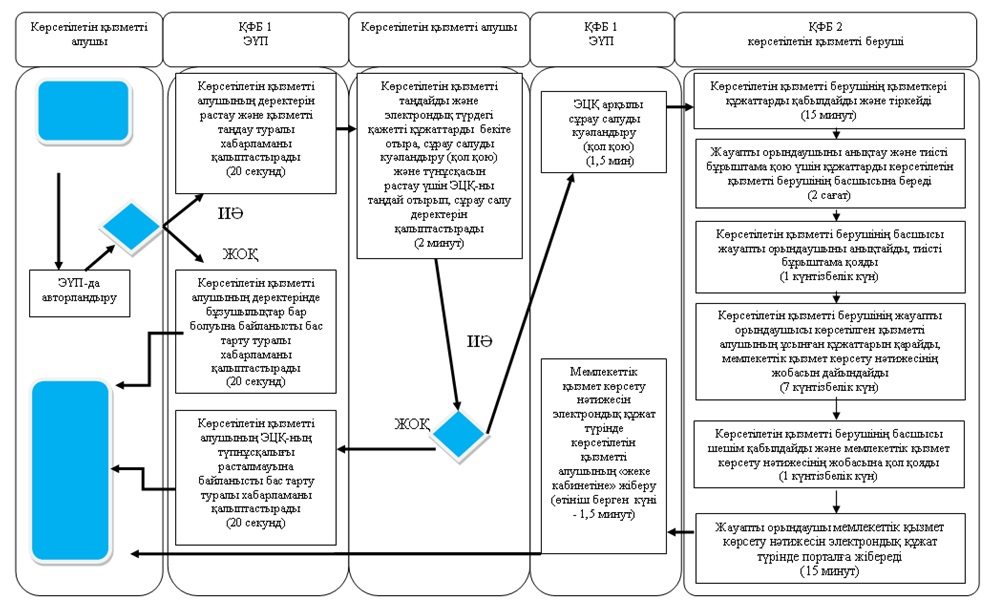 Көрсетілетін қызметті
алушы
ҚФБ 1
ЭҮП
Көрсетілетін қызметті алушы
ҚФБ 1
ЭҮП
ҚФБ 2
көрсетілетін қызметті беруші
ЭҮП-да
авторландыру
Көрсетілетін қызметті
алушының деректерін
растау және қызметті
таңдау туралы
хабарламаны
қалыптастырады
(20 секунд)
ИӘ
ЖОҚ
Көрсетілетін қызметті
алушының деректерінде
бұзушылықтар бар
болуына байланысты бас
тарту туралы
хабарламаны
қалыптастырады
(20 секунд)
Көрсетілетін қызметті
алушының ЭЦҚ-ның
түпнұсқалығы
расталмауына
байланысты бас тарту
туралы хабарламаны
қалыптастырады
(20 секунд)
Көрсетілетін қызметті
таңдайды және
электрондық түрдегі
қажетті құжаттарды бекіте
отыра, сұрау салуды
куәландыру (қол қою)
және түнұсқасын
растау үшін ЭЦҚ-ны
таңдай отырып, сұрау салу
деректерін
қалыптастырады
(2 минут)
ИӘ
ЖОҚ
ЭЦҚ арқылы
сұрау салуды
куәландыру
(қол қою)
(1,5 мин)
Мемлекеттік
қызмет көрсету
нәтижесін
электрондық құжат
түрінде
көрсетілетін
қызметті
алушының «жеке
кабинетіне» жіберу
(өтініш берген күні
- 1,5 минут)
Көрсетілетін қызметті берушінің қызметкері
құжаттарды қабылдайды және тіркейді
(15 минут)
Жауапты орындаушыны анықтау және тиісті
бұрыштама қою үшін құжаттарды көрсетілетін
қызметті берушінің басшысына береді
(2 сағат)
Көрсетілетін қызметті берушінің басшысы
жауапты орындаушыны анықтайды, тиісті
бұрыштама қояды
(1 күнтізбелік күн)
Көрсетілетін қызметті берушінің жауапты
орындаушысы көрсетілген қызметті
алушының ұсынған құжаттарын қарайды,
мемлекеттік қызмет көрсету нәтижесінің
жобасын дайындайды
(7 күнтізбелік күн)
Көрсетілетін қызметті берушінің басшысы
шешім қабылдайды және мемлекеттік қызмет
көрсету нәтижесінің жобасына қол қояды
(1 күнтізбелік күн)
Жауапты орындаушы мемлекеттік қызмет
көрсету нәтижесін электрондық құжат
түрінде порталға жібереді
(15 минут)